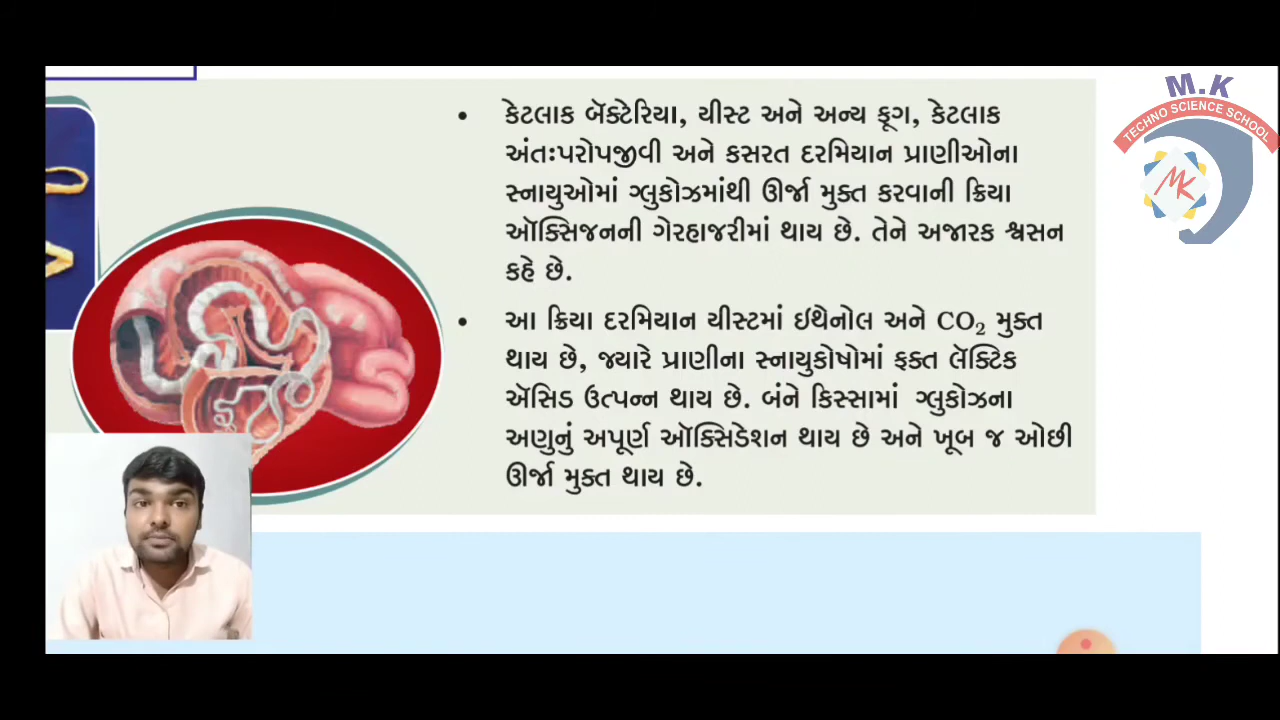 M.K
TECHNO SCIENCE SCHOOL
MK
• કેટલાક બૅક્ટેરિયા, યીસ્ટ અને અન્ય ફૂગ, કેટલાક
અંતઃપરોપજીવી અને કસરત દરમિયાન પ્રાણીઓના
સ્નાયુઓમાં ગ્લુકોઝમાંથી ઊર્જા મુક્ત કરવાની ક્રિયા
ઑક્સિજનની ગેરહાજરીમાં થાય છે. તેને અજારક શ્વસન
કહે છે.
• આ ક્રિયા દરમિયાન યીસ્ટમાં ઇથેનોલ અને CO₂ મુક્ત
થાય છે, જ્યારે પ્રાણીના સ્નાયુકોષોમાં ફક્ત લૅક્ટિક
ઍસિડ ઉત્પન્ન થાય છે. બંને કિસ્સામાં ગ્લુકોઝના
અણુનું અપૂર્ણ ઑક્સિડેશન થાય છે અને ખૂબ જ ઓછી
ઊર્જા મુક્ત થાય છે.